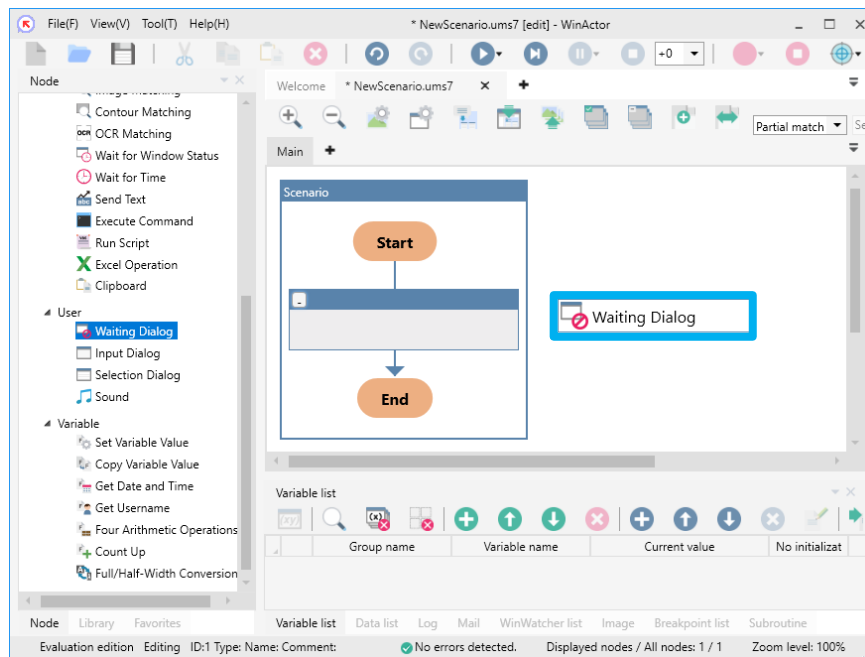 File(F) View(V) Tool(T) Help(H) * NewScenario.ums7 [edit] - WinActor
+0
Node
Image Matching
Contour Matching
OCR OCR Matching
Wait for Window Status
Wait for Time
Send Text
Execute Command
Run Script
Excel Operation
Clipboard
User
Waiting Dialog
Input Dialog
Selection Dialog
Sound
Variable
Set Variable Value
Copy Variable Value
Get Date and Time
Get Username
Four Arithmetic Operations
Count Up
Full/Half-Width Conversion
Node Library Favorites
Welcome * NewScenario.ums7
Partial match Se
Main
Scenario
Start
End
Waiting Dialog
Variable list
Group name Variable name Current value No initializat
Variable list Data list Log Mail WinWatcher list Image Breakpoint list Subroutine
Evaluation edition Editing ID:1 Type: Name: Comment: No errors detected. Displayed nodes / All nodes: 1 / 1 Zoom level: 100%